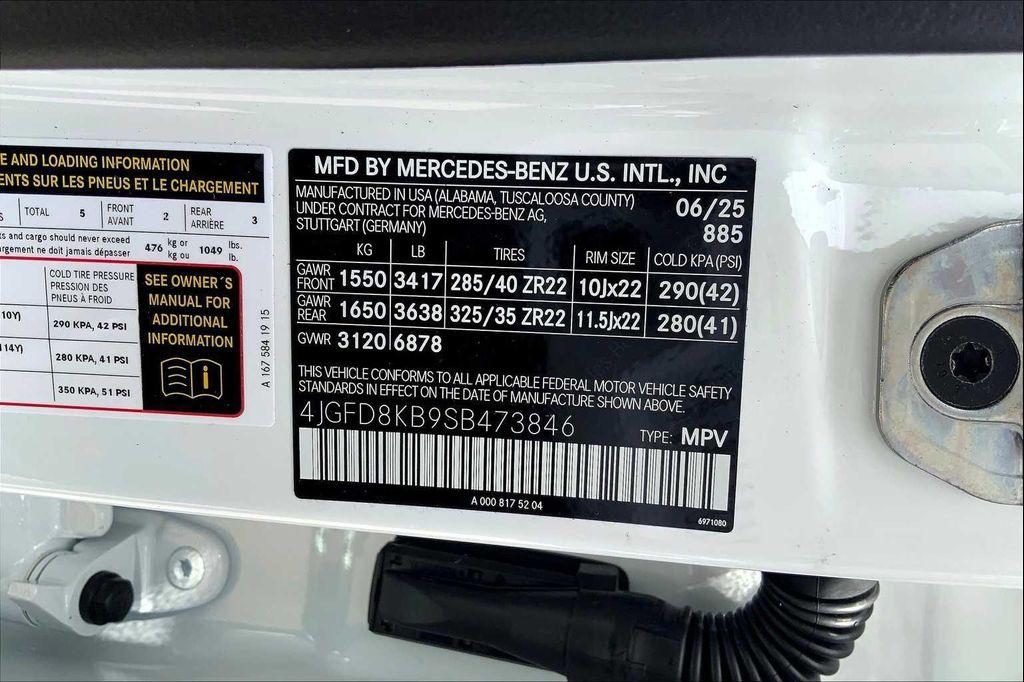 E AND LOADING INFORMATION
ENTS SUR LES PNEUS ET LE CHARGEMENT
S TOTAL 5 FRONT AVANT 2 REAR ARRIÈRE 3
ts and cargo should never exceed
rgement ne doit jamais dépasser 476 kg or kg ou 1049 lbs. lb.
COLD TIRE PRESSURE
PRESSION DES
PNEUS À FROID
10Y) 290 KPA, 42 PSI
14Y) 280 KPA, 41 PSI
350 KPA, 51 PSI
SEE OWNER´S
MANUAL FOR
ADDITIONAL
INFORMATION
A 167 584 19 15
MFD BY MERCEDES-BENZ U.S. INTL., INC
MANUFACTURED IN USA (ALABAMA, TUSCALOOSA COUNTY)
UNDER CONTRACT FOR MERCEDES-BENZ AG,
STUTTGART (GERMANY)
06/25
885
KG LB TIRES RIM SIZE COLD KPA (PSI)
GAWR FRONT 1550 3417 285/40 ZR22 10Jx22 290(42)
GAWR REAR 1650 3638 325/35 ZR22 11.5Jx22 280(41)
GVWR 3120 6878
THIS VEHICLE CONFORMS TO ALL APPLICABLE FEDERAL MOTOR VEHICLE SAFETY
STANDARDS IN EFFECT ON THE DATE OF MANUFACTURE SHOWN ABOVE.
4JGFD8KB9SB473846 TYPE: MPV
A 000 817 52 04
6971080